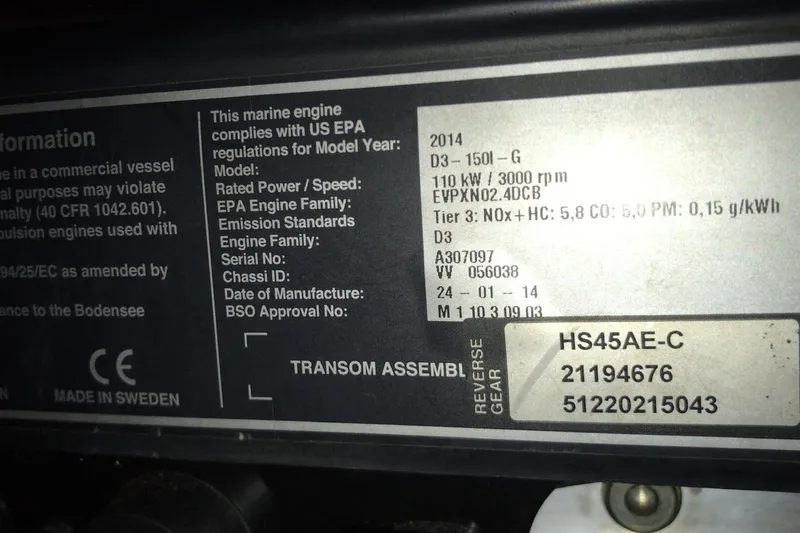 formation
e in a commercial vessel
al purposes may violate
nalty (40 CFR 1042.601).
pulsion engines used with
94/25/EC as amended by
ance to the Bodensee
CE
N MADE IN SWEDEN
This marine engine
complies with US EPA
regulations for Model Year: 2014
Model: D3-150I-G
Rated Power / Speed: 110 kW / 3000 rpm
EPA Engine Family: EVPXN02.4DCB
Emission Standards Tier 3: NOx+HC: 5,8 CO: 5,0 PM: 0,15 g/kWh
Engine Family: D3
Serial No: A307097
Chassi ID: VV 056038
Date of Manufacture: 24-01-14
BSO Approval No: M 1 10 3 09 03
TRANSOM ASSEMBL
REVERSE
GEAR
HS45AE-C
21194676
51220215043